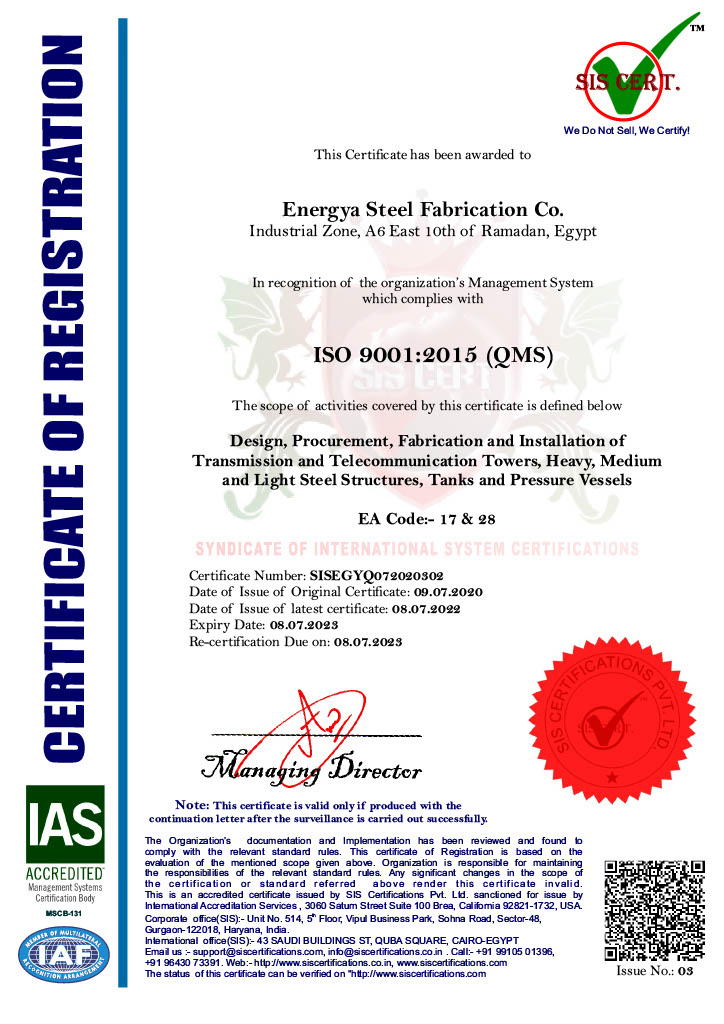 CERTIFICATE OF REGISTRATION
SIS CERT.
™
We Do Not Sell, We Certify!
This Certificate has been awarded to
Energya Steel Fabrication Co.
Industrial Zone, A6 East 10th of Ramadan, Egypt
In recognition of the organization's Management System
which complies with
ISO 9001:2015 (QMS)
SIS CERT
The scope of activities covered by this certificate is defined below
Design, Procurement, Fabrication and Installation of
Transmission and Telecommunication Towers, Heavy, Medium
and Light Steel Structures, Tanks and Pressure Vessels
EA Code:- 17 & 28
SYNDICATE OF INTERNATIONAL SYSTEM CERTIFICATIONS
Certificate Number: SISEGYQ072020302
Date of Issue of Original Certificate: 09.07.2020
Date of Issue of latest certificate: 08.07.2022
Expiry Date: 08.07.2023
Re-certification Due on: 08.07.2023
SIS CERTIFICATIONS PVT. LTD.
SIS CERT.
Managing Director
Note: This certificate is valid only if produced with the
continuation letter after the surveillance is carried out successfully.
The Organization's documentation and Implementation has been reviewed and found to
comply with the relevant standard rules. This certificate of Registration is based on the
evaluation of the mentioned scope given above. Organization is responsible for maintaining
the responsibilities of the relevant standard rules. Any significant changes in the scope of
the certification or standard referred above render this certificate invalid.
This is an accredited certificate issued by SIS Certifications Pvt. Ltd. sanctioned for issue by
International Accreditation Services , 3060 Saturn Street Suite 100 Brea, California 92821-1732, USA.
Corporate office(SIS):- Unit No. 514, 5th Floor, Vipul Business Park, Sohna Road, Sector-48,
Gurgaon-122018, Haryana, India.
International office(SIS):- 43 SAUDI BUILDINGS ST, QUBA SQUARE, CAIRO-EGYPT
Email us :- support@siscertifications.com, info@siscertifications.co.in . Call:- +91 99105 01396,
+91 96430 73391. Web:- http://www.siscertifications.co.in, www.siscertifications.com
The status of this certificate can be verified on "http://www.siscertifications.com
IAS
ACCREDITED
Management Systems
Certification Body
MSCB-131
MEMBER OF MULTILATERAL
IAF
RECOGNITION ARRANGEMENT
Issue No.: 03